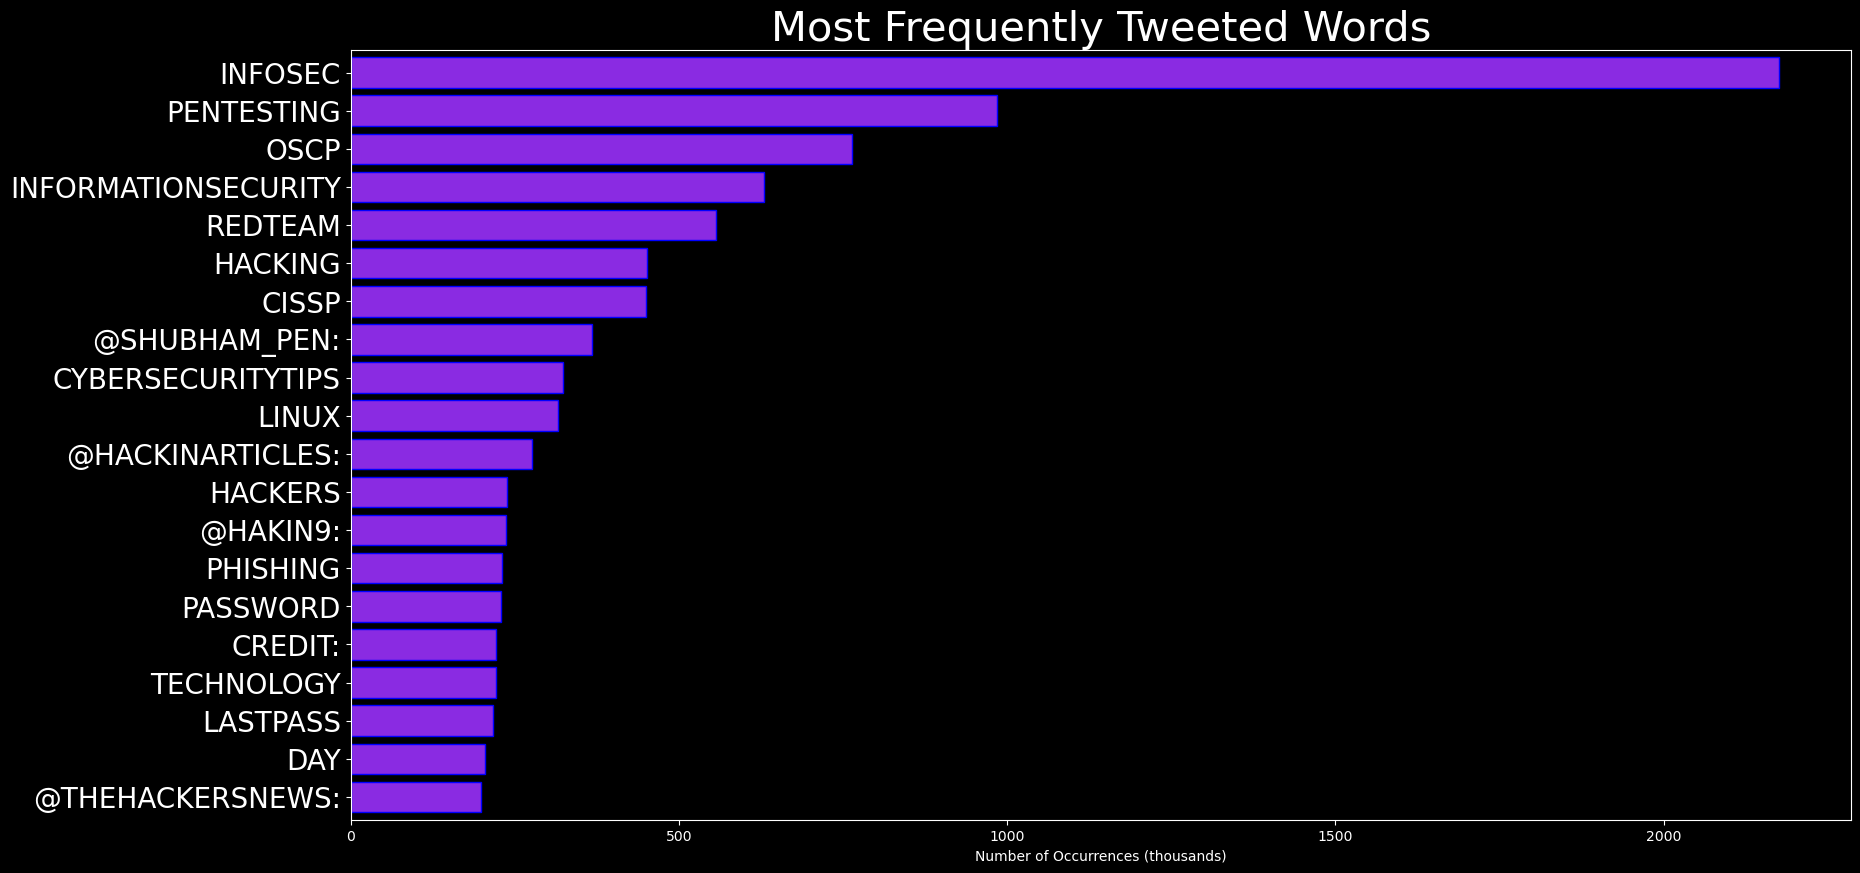 Most Frequently Tweeted Words
INFOSEC
PENTESTING
OSCP
INFORMATIONSECURITY
REDTEAM
HACKING
CISSP
@SHUBHAM_PEN:
CYBERSECURITYTIPS
LINUX
@HACKINARTICLES:
HACKERS
@HAKIN9:
PHISHING
PASSWORD
CREDIT:
TECHNOLOGY
LASTPASS
DAY
@THEHACKERSNEWS:
0 500 1000 1500 2000
Number of Occurrences (thousands)